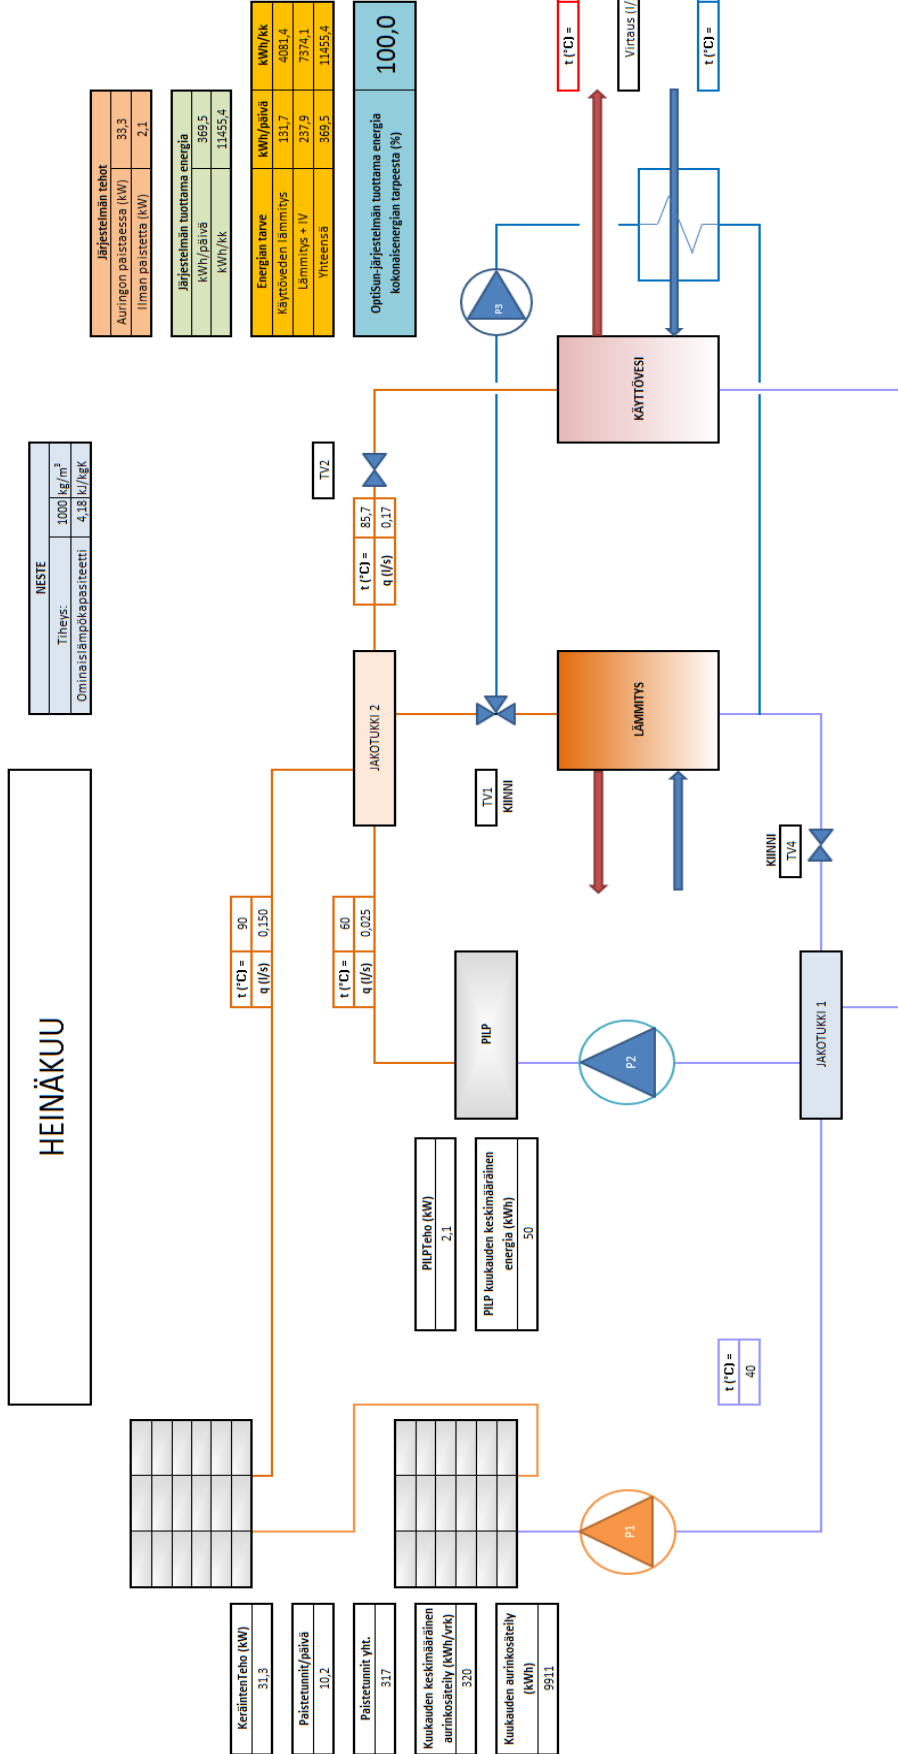 HEINÄKUU
NESTE
Tiheys: 1000 kg/m³
Ominaislämpökapasiteetti 4,18 kJ/kgK
Järjestelmän tehot
Auringon paistaessa (kW) 33,3
Ilman paistetta (kW) 2,1
Järjestelmän tuottama energia
kWh/päivä 369,5
kWh/kk 11455,4
Energian tarve kWh/päivä kWh/kk
Käyttöveden lämmitys 131,7 4081,4
Lämmitys + IV 237,9 7374,1
Yhteensä 369,5 11455,4
OptiSun-järjestelmän tuottama energia
kokonaisenergian tarpeesta (%)
100,0
KeräintenTeho (kW)
31,3
Paistetunnit/päivä
10,2
Paistetunnit yht.
317
Kuukauden keskimääräinen
aurinkosäteily (kWh/vrk)
320
Kuukauden aurinkosäteily
(kWh)
9911
t (°C) = 90
q (l/s) 0,150
t (°C) = 60
q (l/s) 0,025
JAKOTUKKI 2
t (°C) = 85,7
q (l/s) 0,17
TV2
PILPTeho (kW)
2,1
PILP kuukauden keskimääräinen
energia (kWh)
50
PILP
TV1
KIINNI
P3
P1
P2
LÄMMITYS
KÄYTTÖVESI
t (°C) =
Virtaus (l/
t (°C) =
t (°C) =
40
JAKOTUKKI 1
KIINNI
TV4